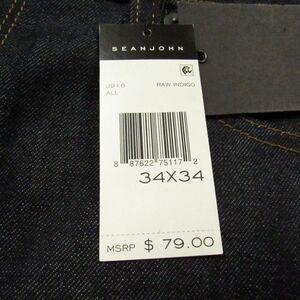 SEANJOHN
J9+6
RAW INDIGO
ALL
8 87622 75117 2
34X34
MSRP $ 79.00